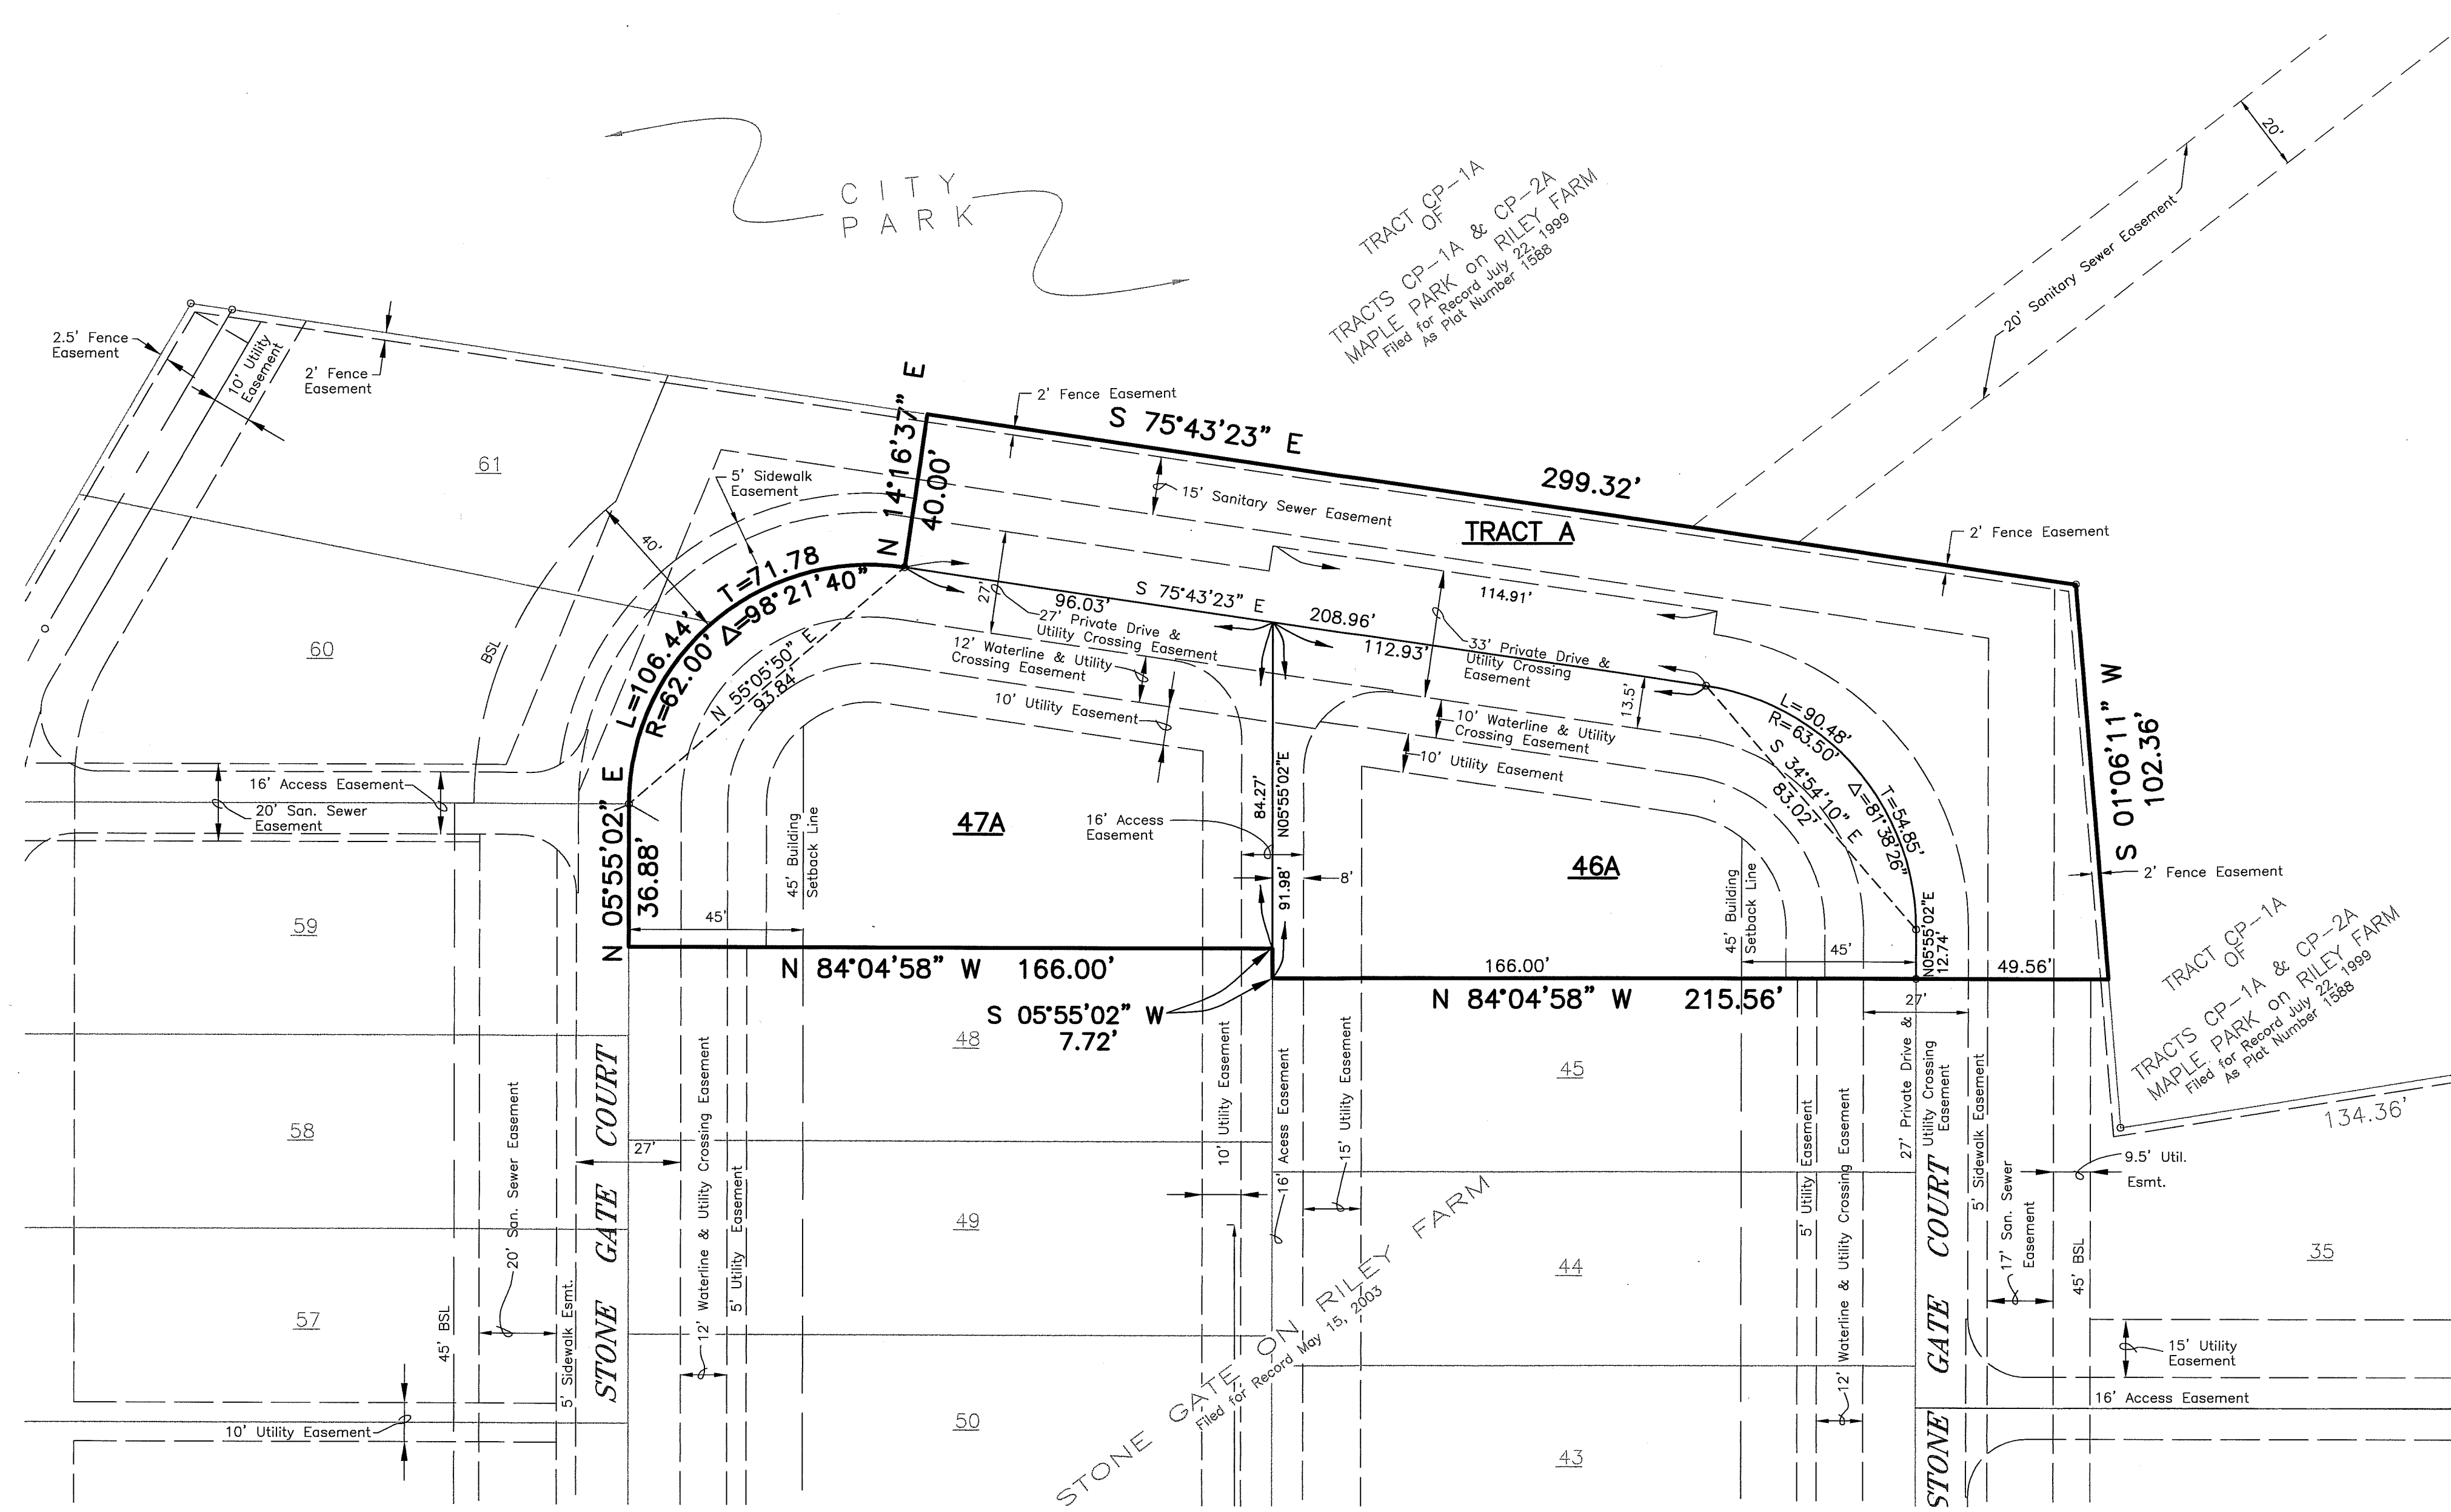 CITY
PARK
TRACT CP-1A
OF
TRACTS CP-1A & CP-2A
MAPLE PARK on RILEY FARM
Filed for Record July 22, 1999
As Plat Number 1588
20'
20' Sanitary Sewer Easement
2.5' Fence
Easement
10' Utility
Easement
2' Fence
Easement
61
60
5' Sidewalk
Easement
40'
BSL
N 14°16'37" E
40.00'
2' Fence Easement
S 75°43'23" E
299.32'
15' Sanitary Sewer Easement
TRACT A
2' Fence Easement
T=71.78
Δ=98°21'40"
L=106.44'
R=62.00'
N 55°05'50" E
93.84'
27'
S 75°43'23" E
96.03'
208.96'
114.91'
112.93'
27' Private Drive &
Utility Crossing Easement
12' Waterline & Utility
Crossing Easement
10' Utility Easement
33' Private Drive &
Utility Crossing
Easement
13.5'
10' Waterline & Utility
Crossing Easement
10' Utility Easement
L=90.48'
R=63.50'
S 34°54'10" E
83.02'
T=54.85'
Δ=81°38'26"
S 01°06'11" W
102.36'
2' Fence Easement
16' Access Easement
20' San. Sewer
Easement
N 05°55'02" E
36.88'
45' Building
Setback Line
45'
47A
16' Access
Easement
84.27'
N05°55'02"E
91.98'
8'
46A
45' Building
Setback Line
45'
N05°55'02"E
12.74'
49.56'
N 84°04'58" W 166.00'
166.00'
N 84°04'58" W 215.56'
S 05°55'02" W
7.72'
27'
TRACT CP-1A
OF
TRACTS CP-1A & CP-2A
MAPLE PARK on RILEY FARM
Filed for Record July 22, 1999
As Plat Number 1588
134.36'
59
58
57
48
49
50
45
44
43
35
STONE GATE COURT
27'
20' San. Sewer Easement
45' BSL
5' Sidewalk Esmt.
10' Utility Easement
12' Waterline & Utility Crossing Easement
5' Utility Easement
10' Utility Easement
16' Acess Easement
15' Utility Easement
STONE GATE ON RILEY FARM
Filed for Record May 15, 2003
5' Utility Easement
12' Waterline & Utility Crossing Easement
27' Private Drive &
Utility Crossing
Easement
STONE GATE COURT
5' Sidewalk Easement
17' San. Sewer
Easement
9.5' Util.
Esmt.
45' BSL
15' Utility
Easement
16' Access Easement